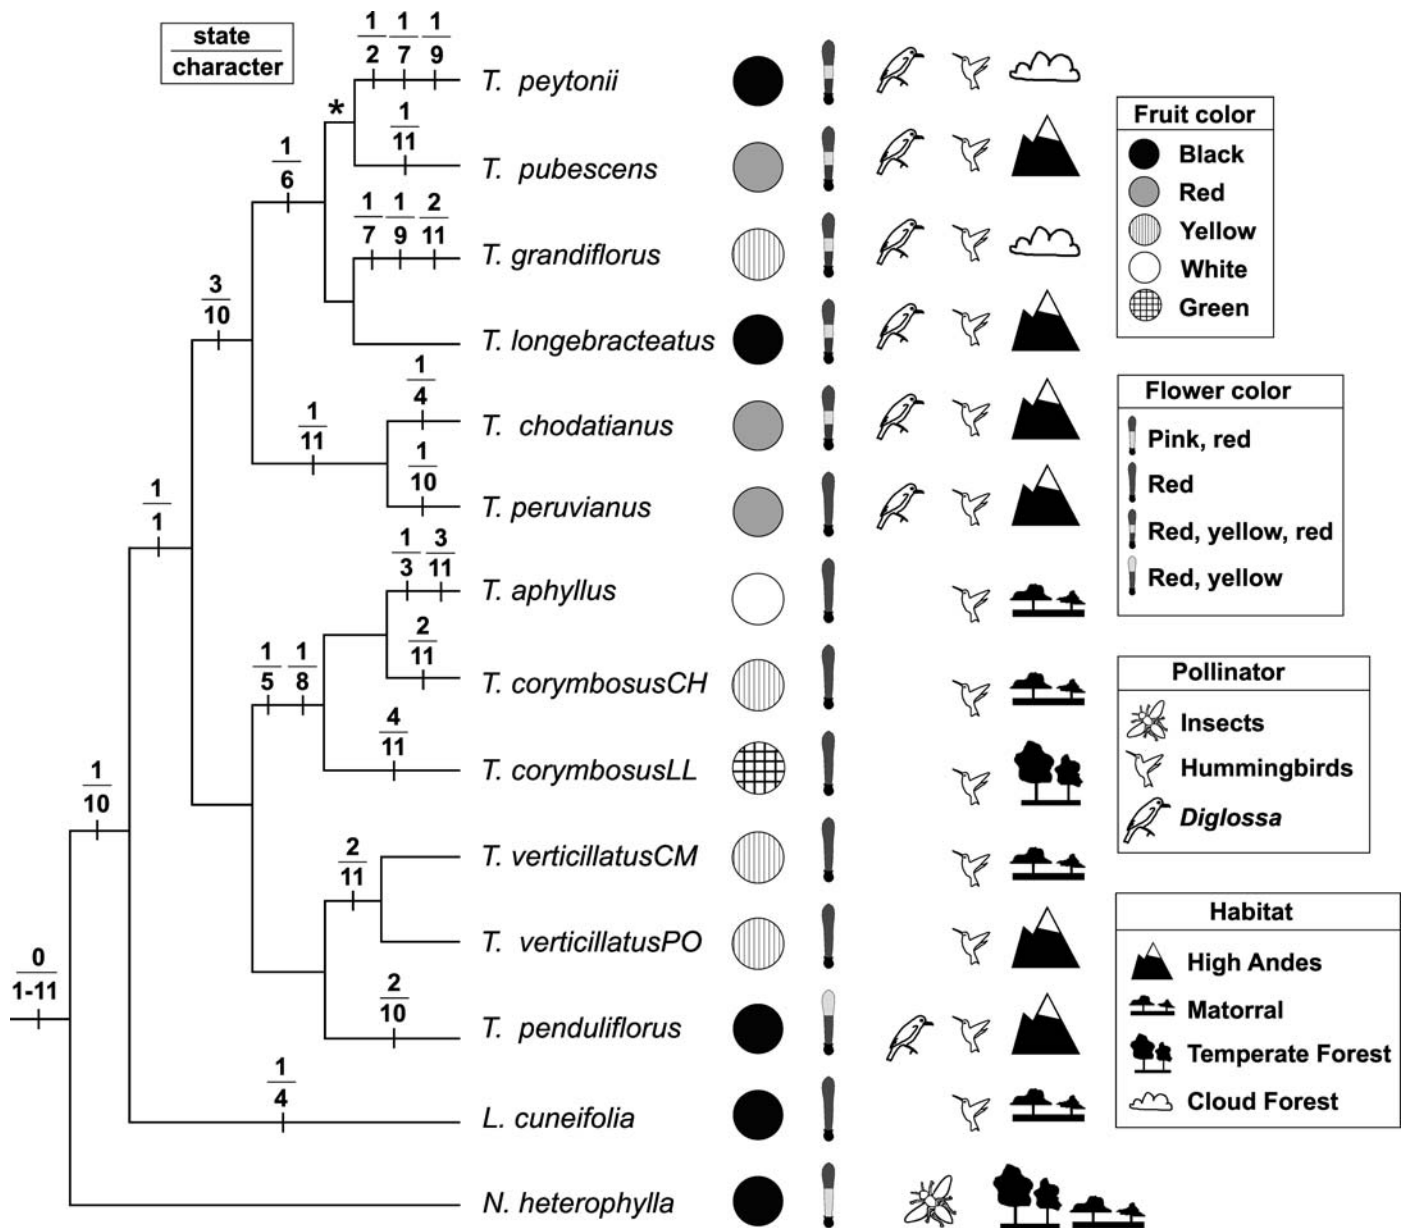 state
character
1 1 1
2 7 9
T. peytonii
*
1
11
T. pubescens
1
6
1 1 2
7 9 11
T. grandiflorus
3
10
T. longebracteatus
1
4
T. chodatianus
1
11
1
10
T. peruvianus
1
1
1 3
3 11
T. aphyllus
2
11
T. corymbosusCH
1 1
5 8
4
11
T. corymbosusLL
1
10
2
11
T. verticillatusCM
T. verticillatusPO
0
1-11
2
10
T. penduliflorus
1
4
L. cuneifolia
N. heterophylla
Fruit color
Black
Red
Yellow
White
Green
Flower color
Pink, red
Red
Red, yellow, red
Red, yellow
Pollinator
Insects
Hummingbirds
Diglossa
Habitat
High Andes
Matorral
Temperate Forest
Cloud Forest